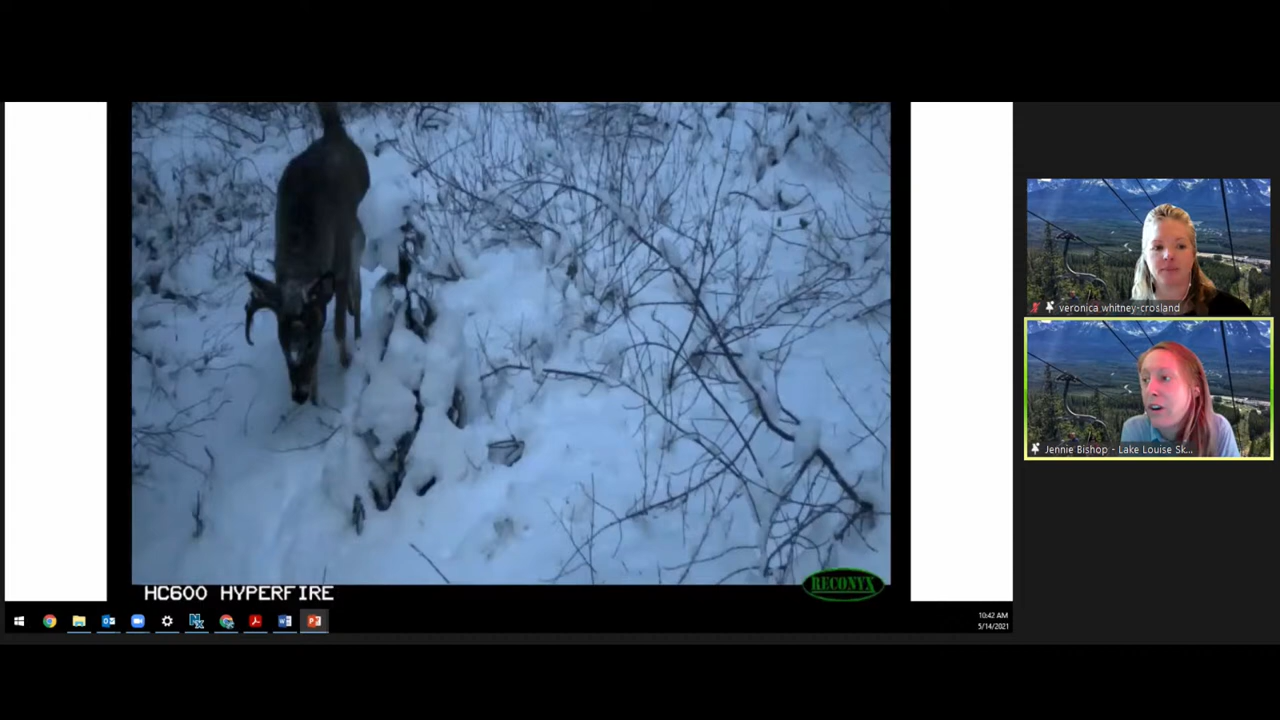 veronica whitney-crosland
Jennie Bishop - Lake Louise Sk...
HC600 HYPERFIRE
RECONYX
10:42 AM
5/14/2021